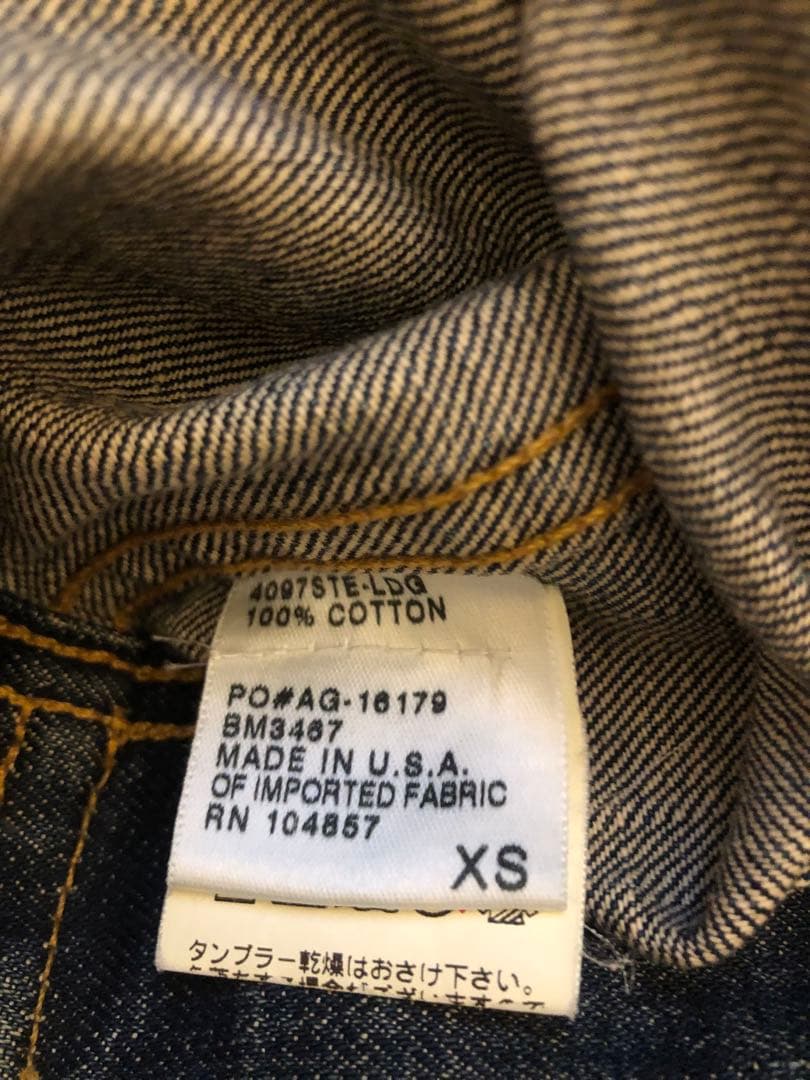 4097STE-LDG
100% COTTON
PO#AG-16179
BM3467
MADE IN U.S.A.
OF IMPORTED FABRIC
RN 104857
XS
タンブラー乾燥はおさけ下さい。